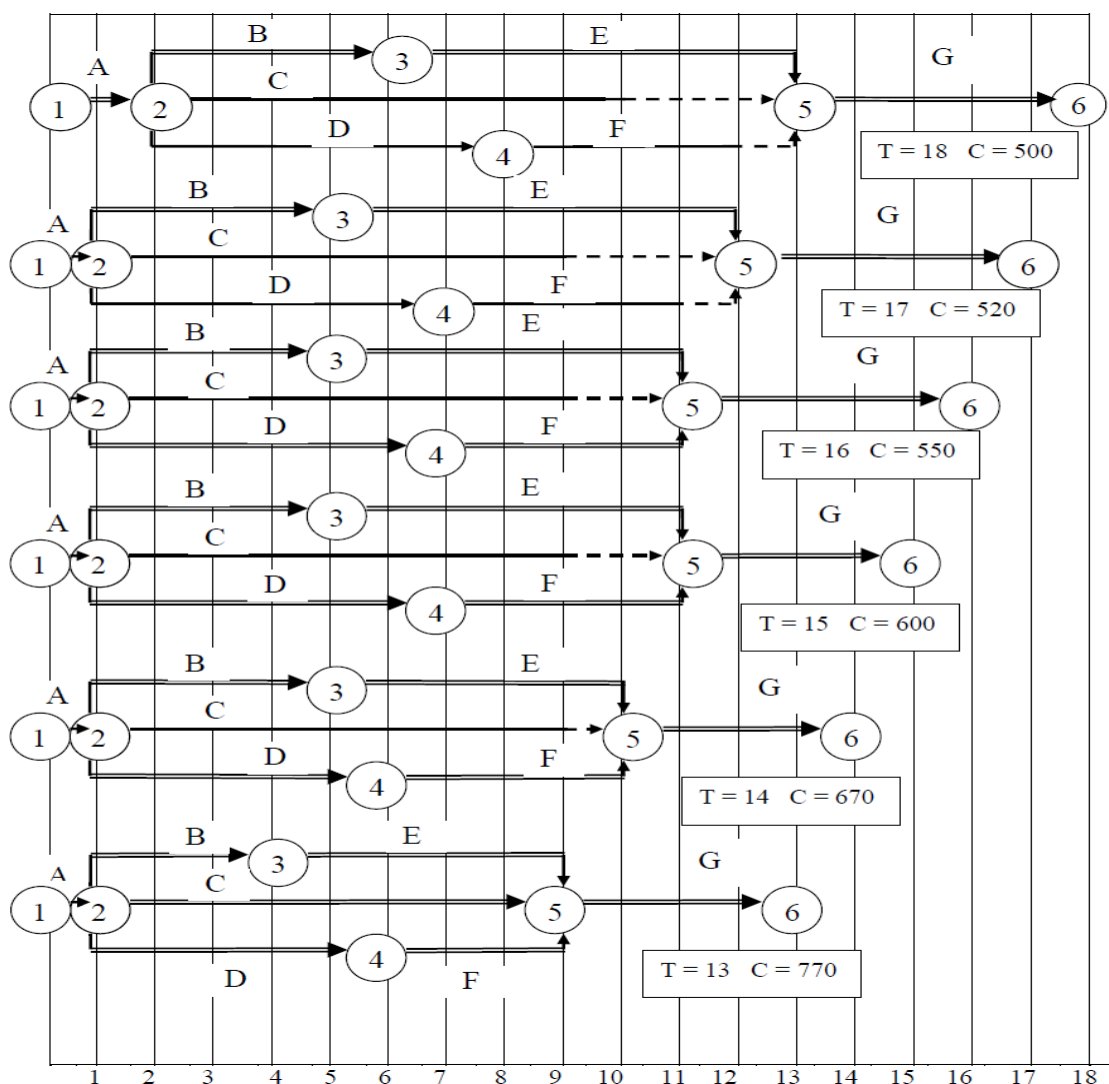 B E G
A C
1 2 3 5 6
D F
4
T = 18 C = 500
B E G
A C
3
1 2 5 6
D F
4
T = 17 C = 520
B E
A C G
3
1 2 5 6
D F
4
T = 16 C = 550
B E
A C G
3
1 2 5 6
D F
4
T = 15 C = 600
B E
A C G
3
1 2 5 6
D F
4
T = 14 C = 670
B E
A C G
3
1 2 5 6
4
D F
T = 13 C = 770
1 2 3 4 5 6 7 8 9 10 11 12 13 14 15 16 17 18